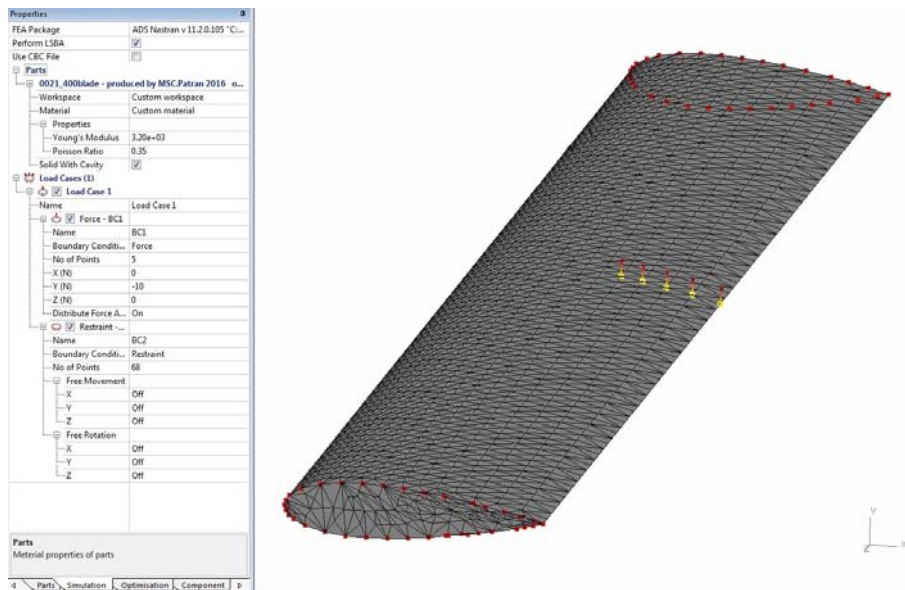 Properties
FEA Package ADS Nastran v 11.2.0.105 "C:...
Perform LSBA
Use CBC File
Parts
0021_400blade - produced by MSC.Patran 2016 o...
Workspace Custom workspace
Material Custom material
Properties
Young's Modulus 3.20e+03
Poisson Ratio 0.35
Solid With Cavity
Load Cases (1)
Load Case 1
Name Load Case 1
Force - BC1
Name BC1
Boundary Conditi... Force
No of Points 5
X (N) 0
Y (N) -10
Z (N) 0
Distribute Force A... On
Restraint -...
Name BC2
Boundary Conditi... Restraint
No of Points 68
Free Movement
X Off
Y Off
Z Off
Free Rotation
X Off
Y Off
Z Off
Parts
Meterial properties of parts
Parts Simulation Optimisation Component
Y
Z